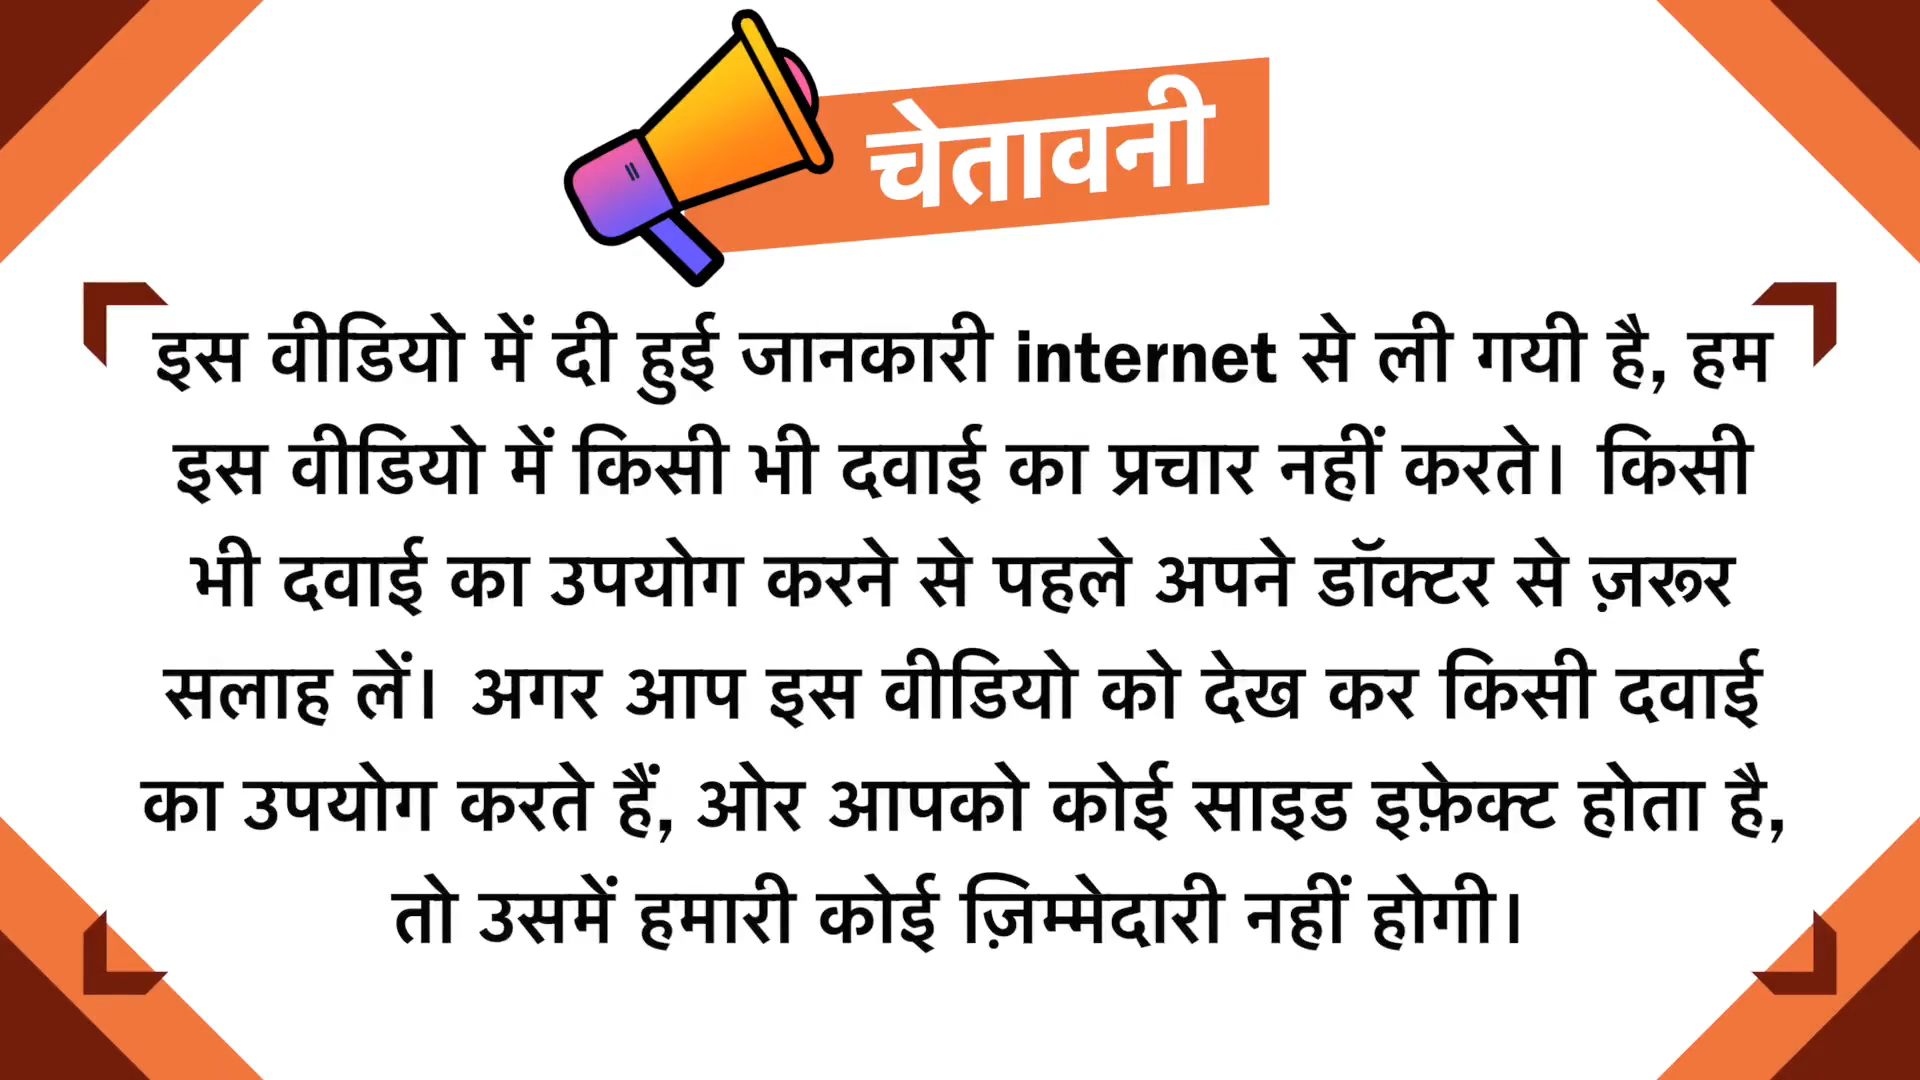 चेतावनी
इस वीडियो में दी हुई जानकारी internet से ली गयी है, हम
इस वीडियो में किसी भी दवाई का प्रचार नहीं करते। किसी
भी दवाई का उपयोग करने से पहले अपने डॉक्टर से ज़रूर
सलाह लें। अगर आप इस वीडियो को देख कर किसी दवाई
का उपयोग करते हैं, ओर आपको कोई साइड इफ़ेक्ट होता है,
तो उसमें हमारी कोई ज़िम्मेदारी नहीं होगी।